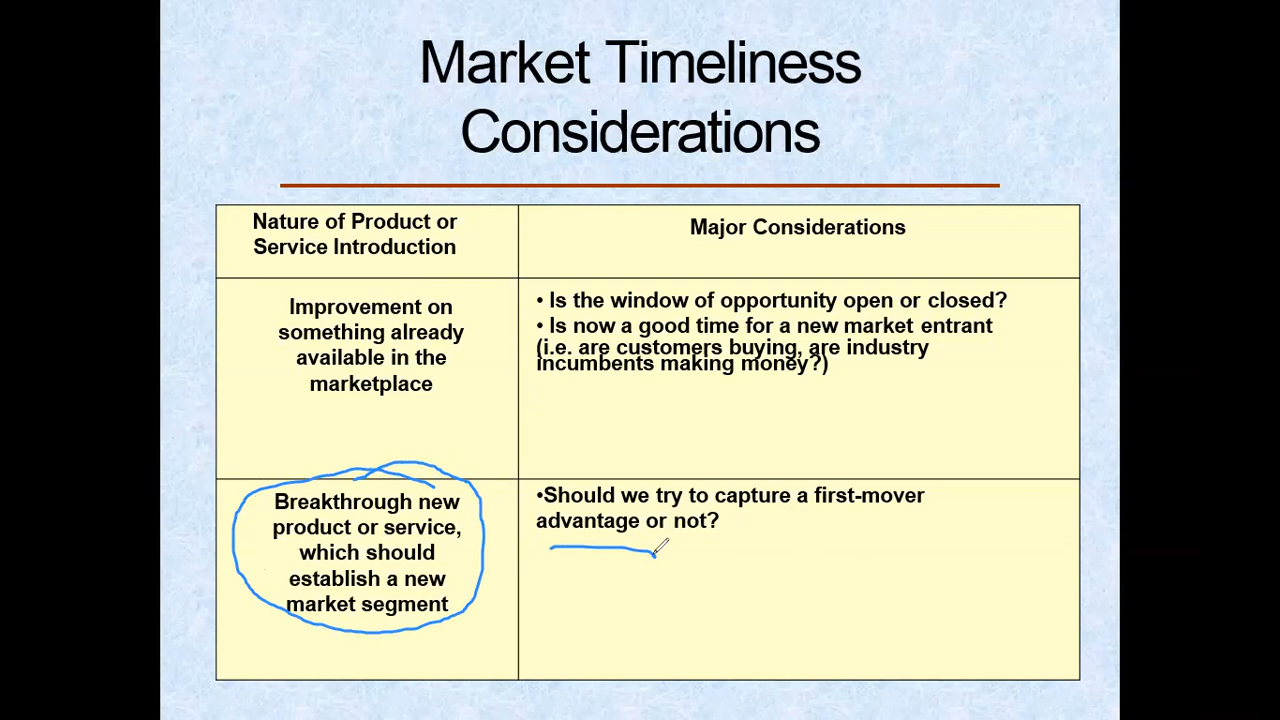 Market Timeliness
Considerations
Nature of Product or
Service Introduction
Major Considerations
Improvement on
something already
available in the
marketplace
• Is the window of opportunity open or closed?
• Is now a good time for a new market entrant
(i.e. are customers buying, are industry
incumbents making money?)
Breakthrough new
product or service,
which should
establish a new
market segment
•Should we try to capture a first-mover
advantage or not?